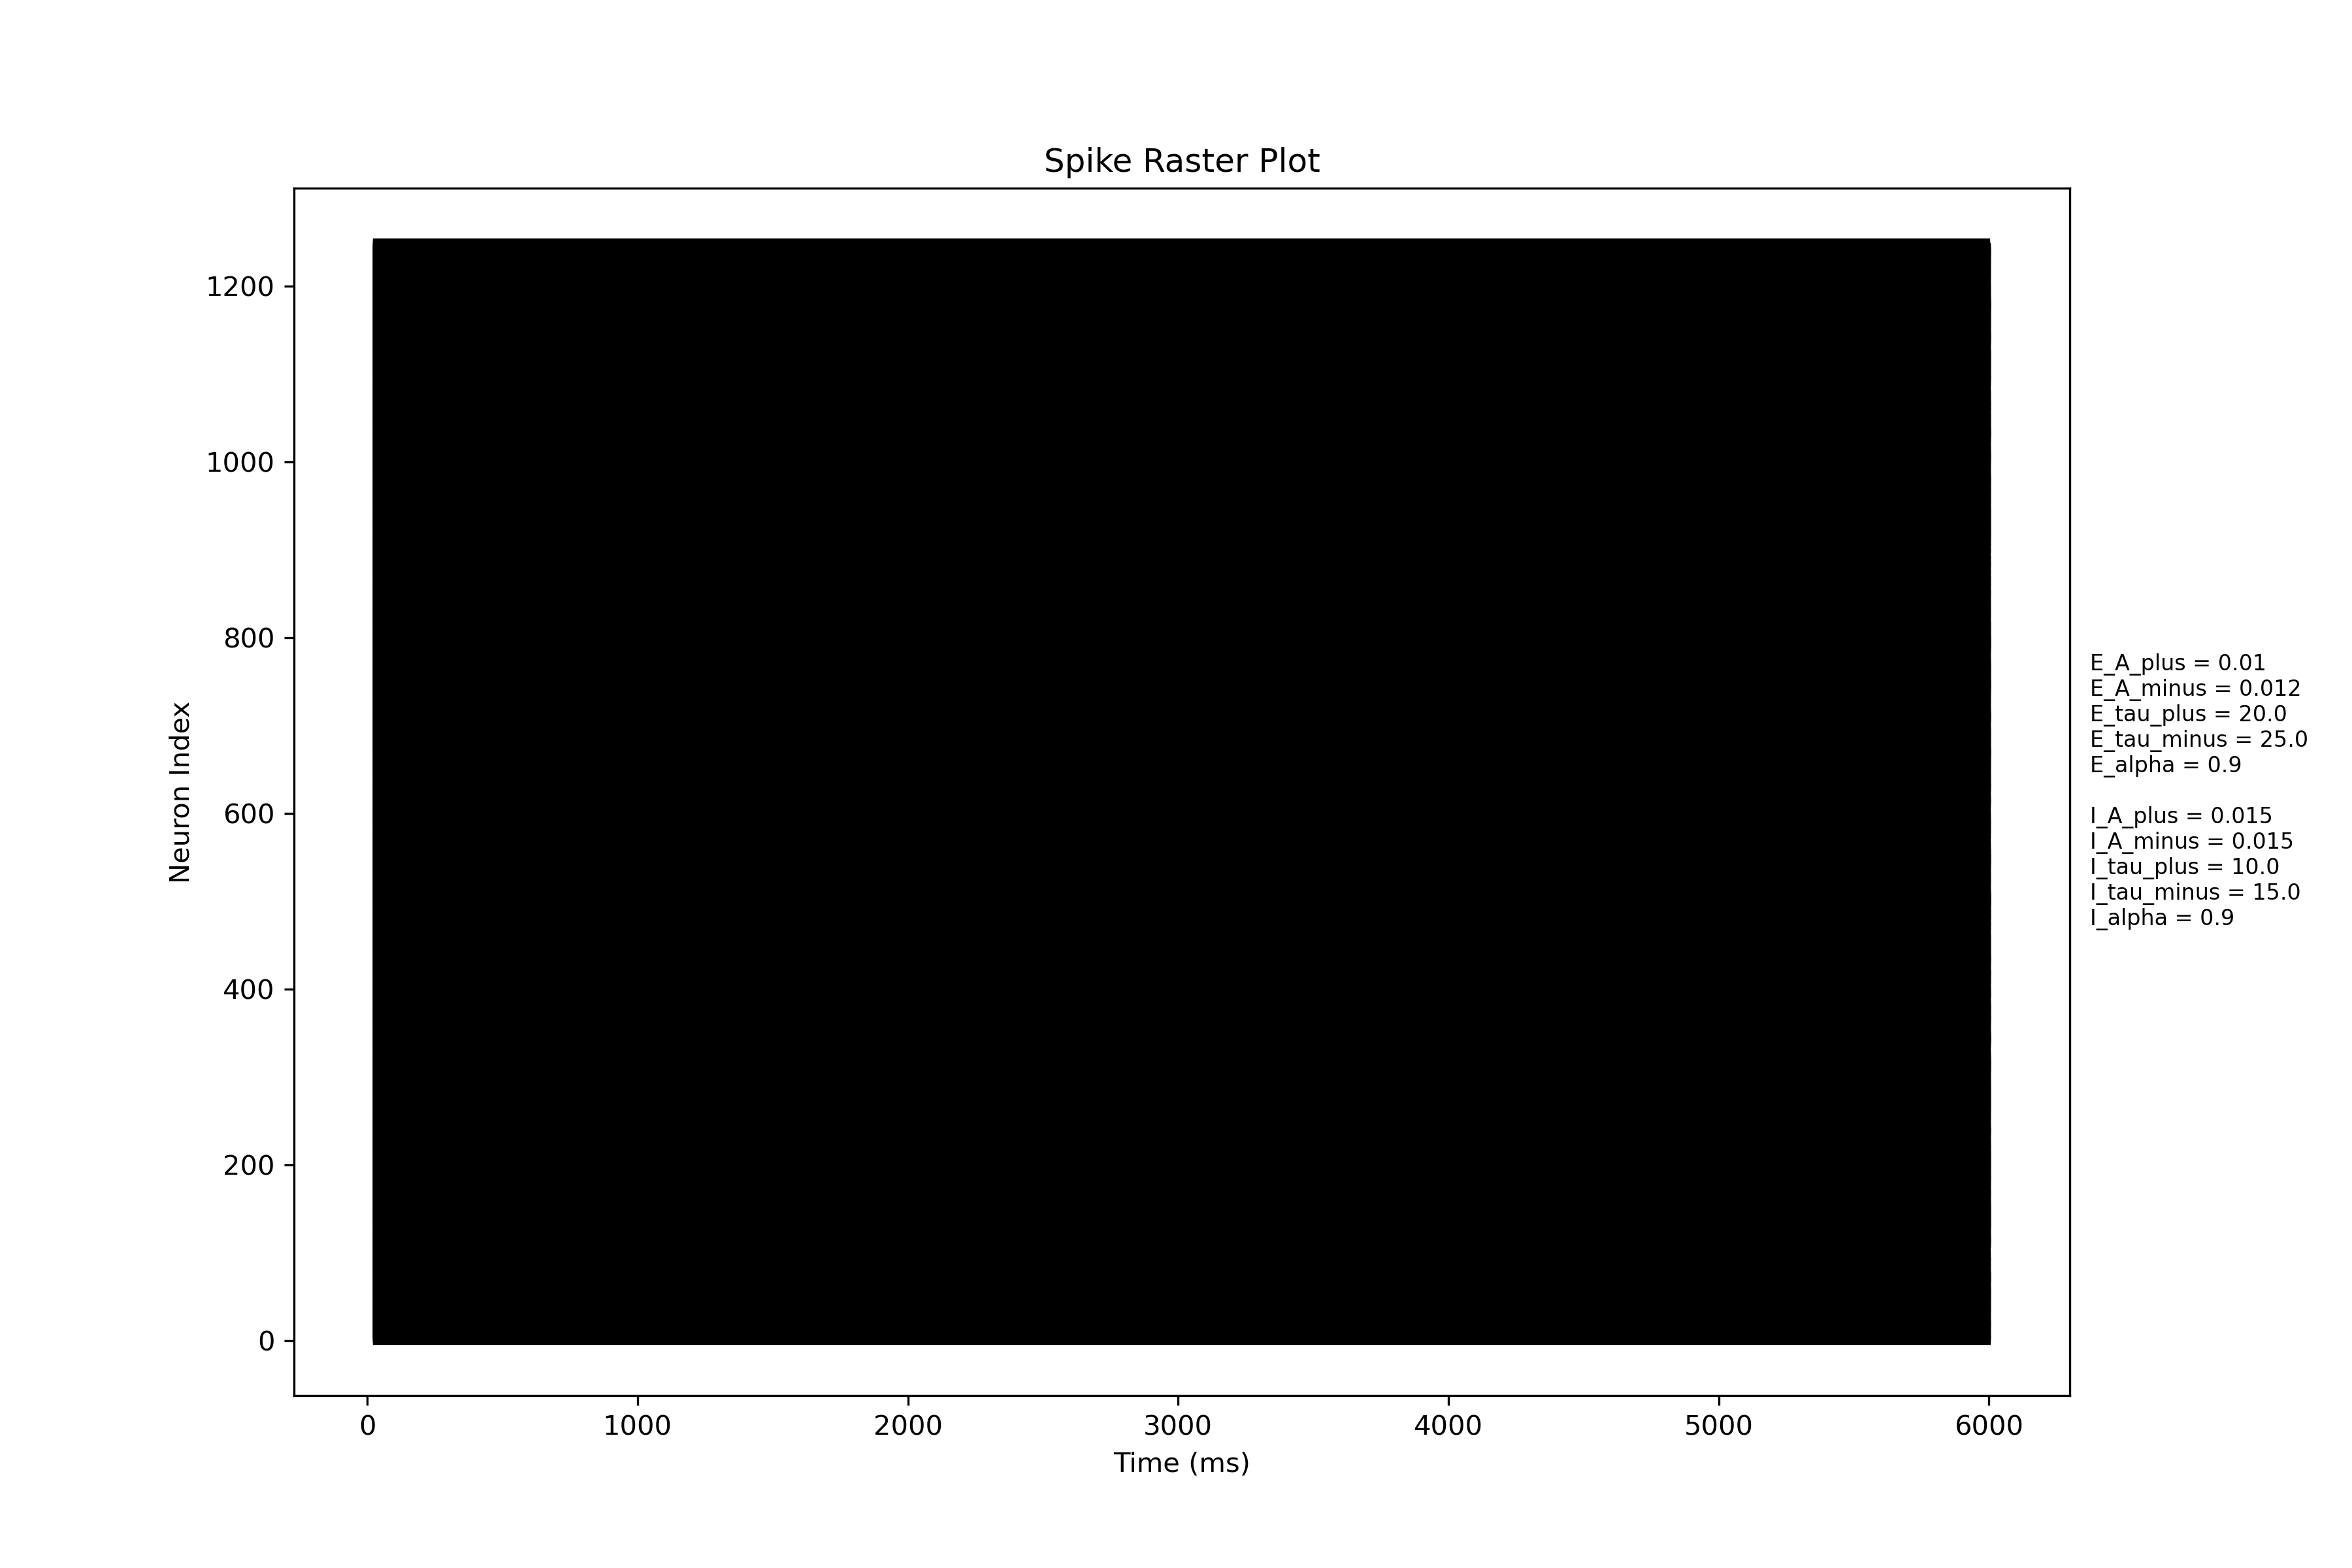 Spike Raster Plot
1200
1000
800
600
400
200
0
Neuron Index
0 1000 2000 3000 4000 5000 6000
Time (ms)
E_A_plus = 0.01
E_A_minus = 0.012
E_tau_plus = 20.0
E_tau_minus = 25.0
E_alpha = 0.9
I_A_plus = 0.015
I_A_minus = 0.015
I_tau_plus = 10.0
I_tau_minus = 15.0
I_alpha = 0.9